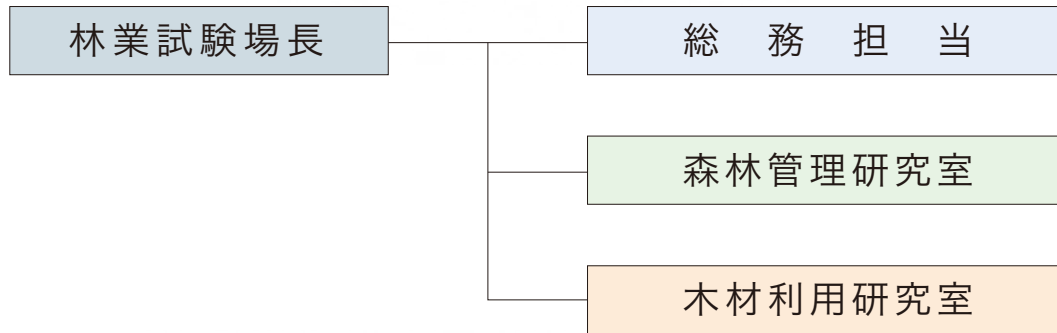 林業試験場長
総務担当
森林管理研究室
木材利用研究室